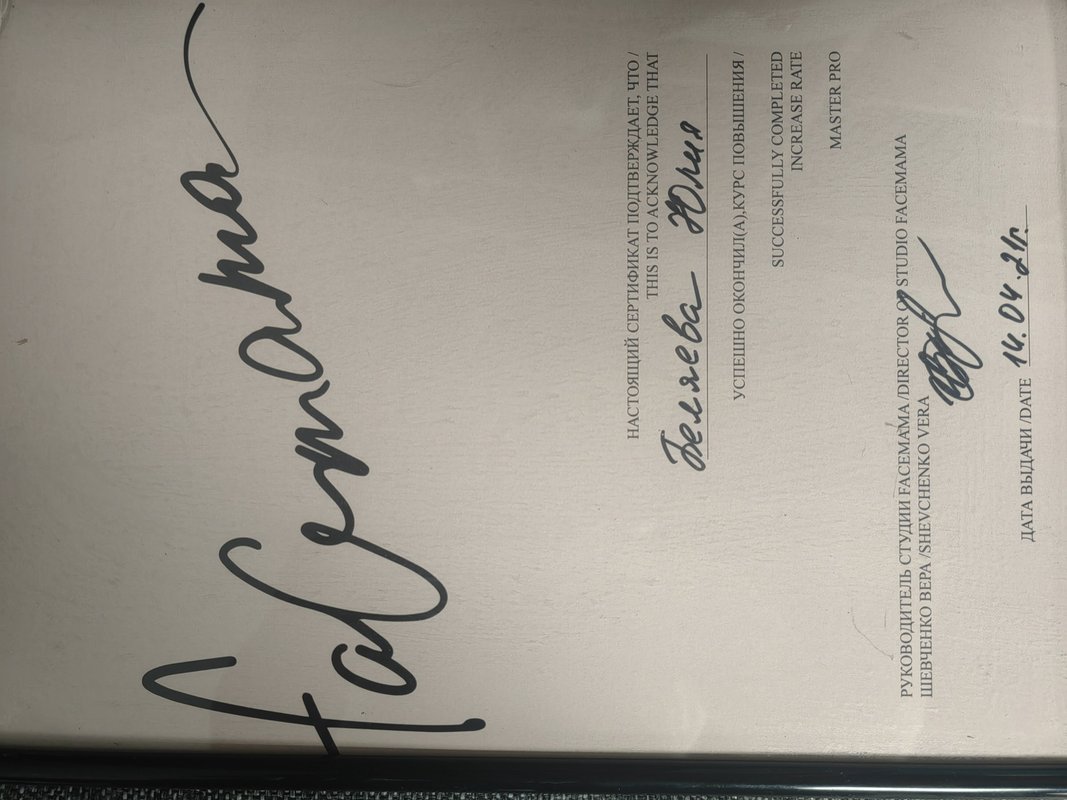 faCemama
НАСТОЯЩИЙ СЕРТИФИКАТ ПОДТВЕРЖДАЕТ, ЧТО /
THIS IS TO ACKNOWLEDGE THAT
Беляева Юлия
УСПЕШНО ОКОНЧИЛ(А),КУРС ПОВЫШЕНИЯ /
SUCCESSFULLY COMPLETED
INCREASE RATE
MASTER PRO
РУКОВОДИТЕЛЬ СТУДИИ FACEMAMA /DIRECTOR OF STUDIO FACEMAMA
ШЕВЧЕНКО ВЕРА /SHEVCHENKO VERA
ДАТА ВЫДАЧИ /DATE 14.04.21г.